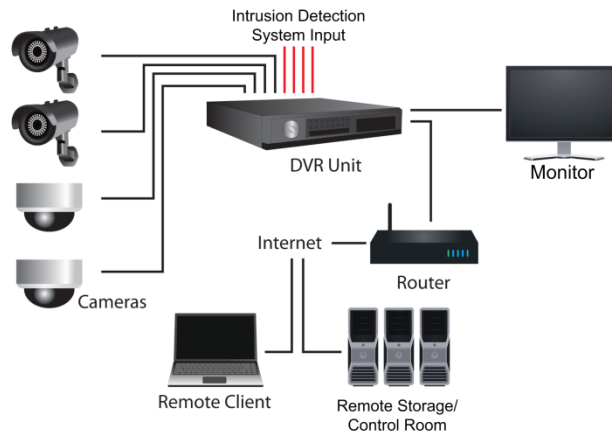 Intrusion Detection
System Input
DVR Unit
Monitor
Internet
Router
Cameras
Remote Client
Remote Storage/
Control Room